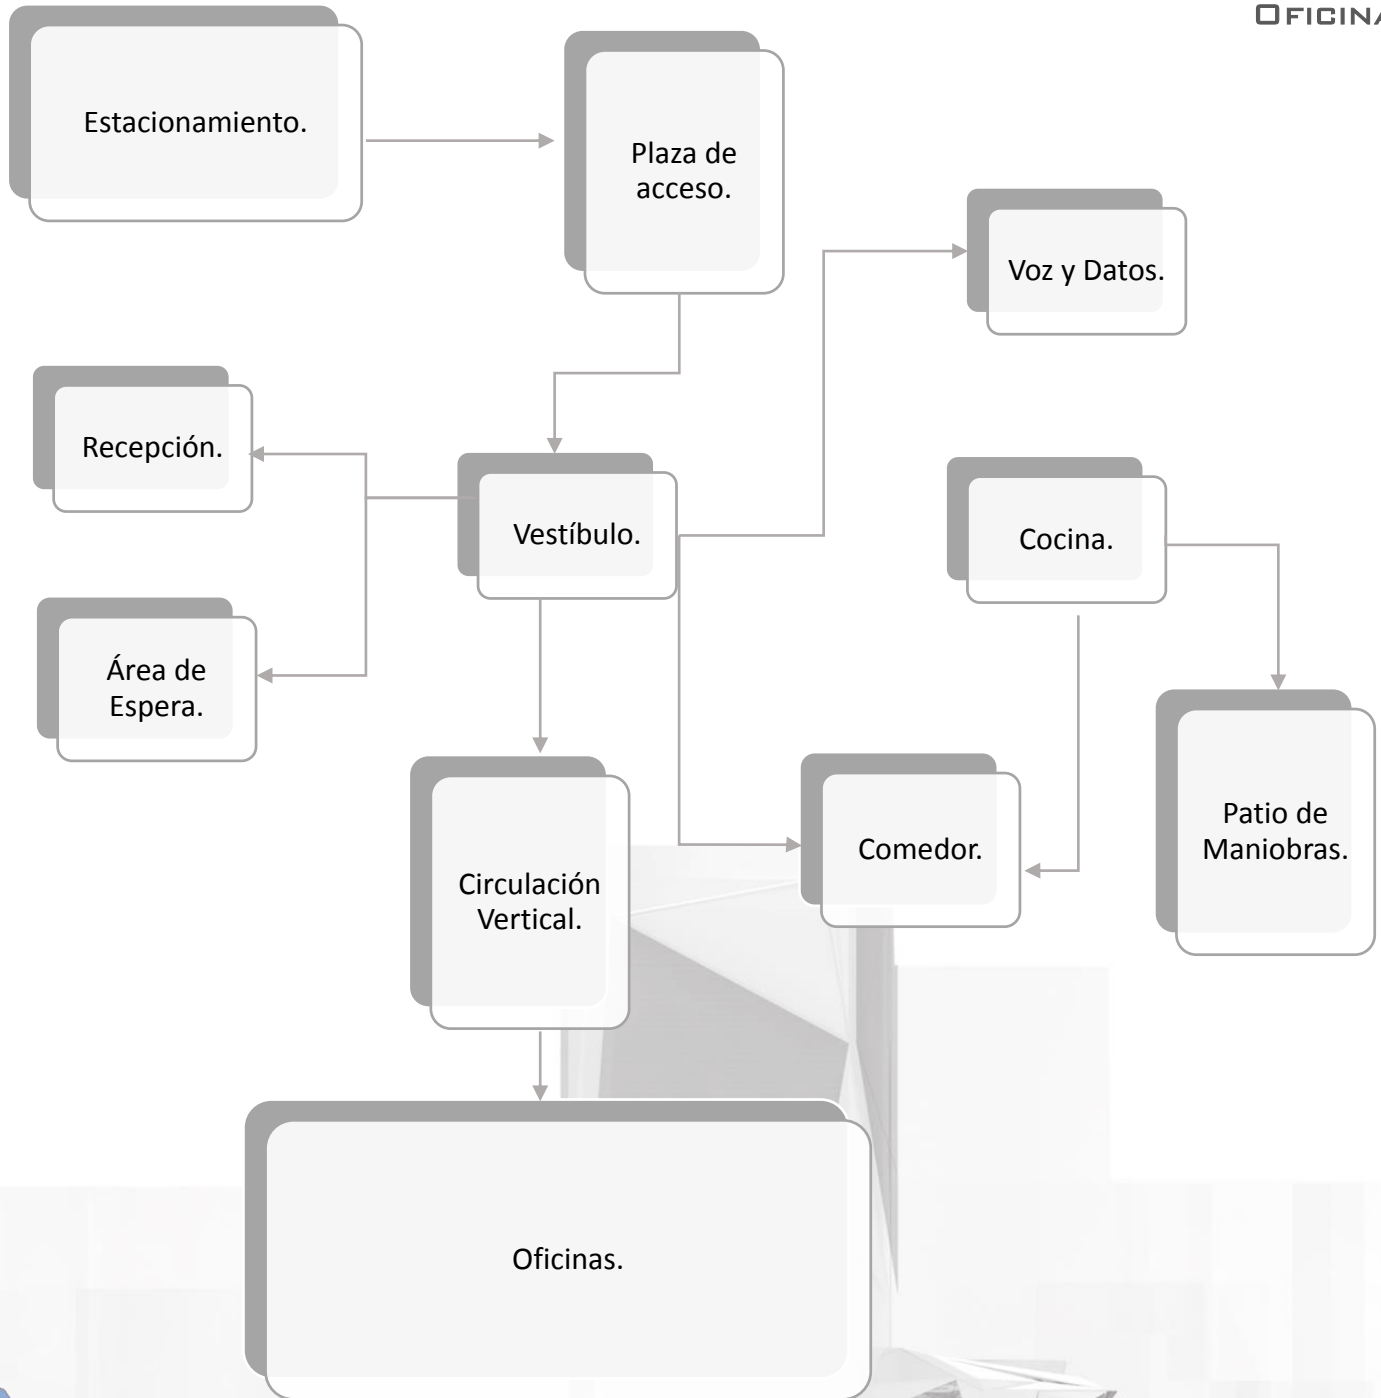 Estacionamiento.
Plaza de
acceso.
Voz y Datos.
Recepción.
Vestíbulo.
Cocina.
Área de
Espera.
Circulación
Vertical.
Comedor.
Patio de
Maniobras.
Oficinas.